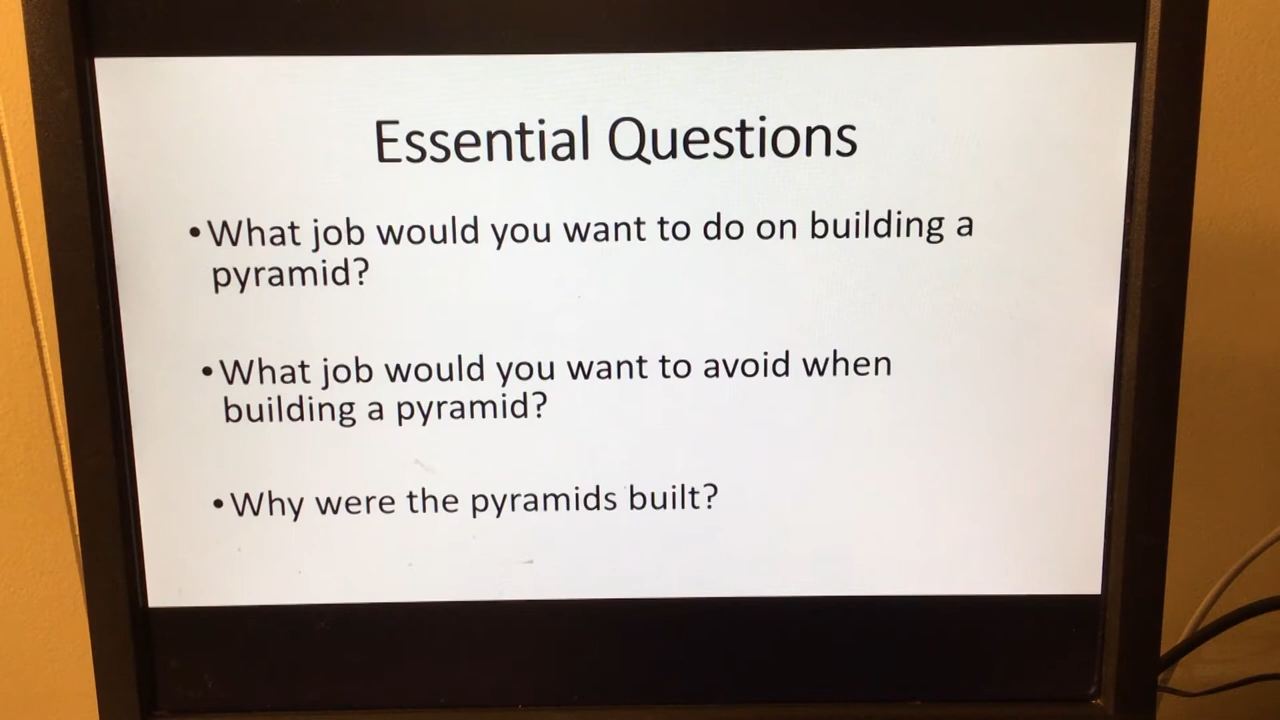 Essential Questions
•What job would you want to do on building a
pyramid?
•What job would you want to avoid when
building a pyramid?
•Why were the pyramids built?